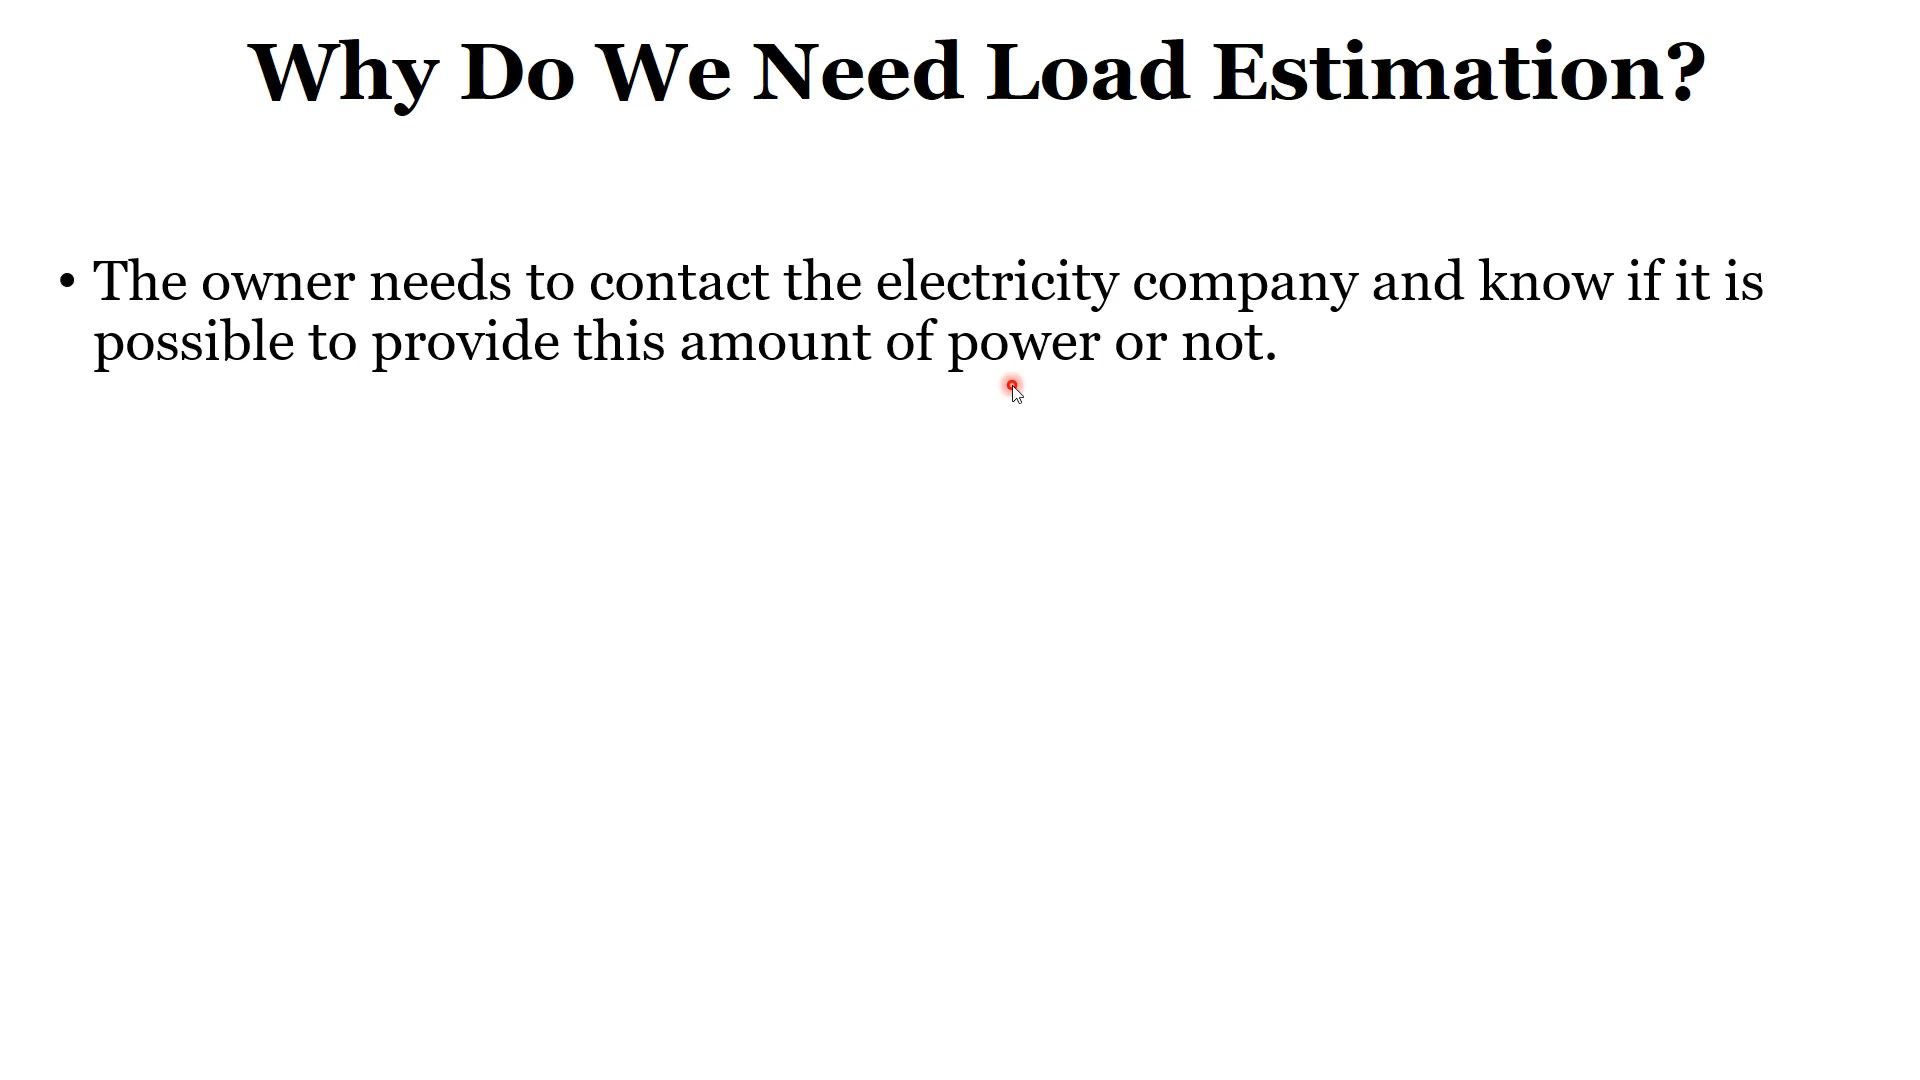 Why Do We Need Load Estimation?
• The owner needs to contact the electricity company and know if it is
possible to provide this amount of power or not.